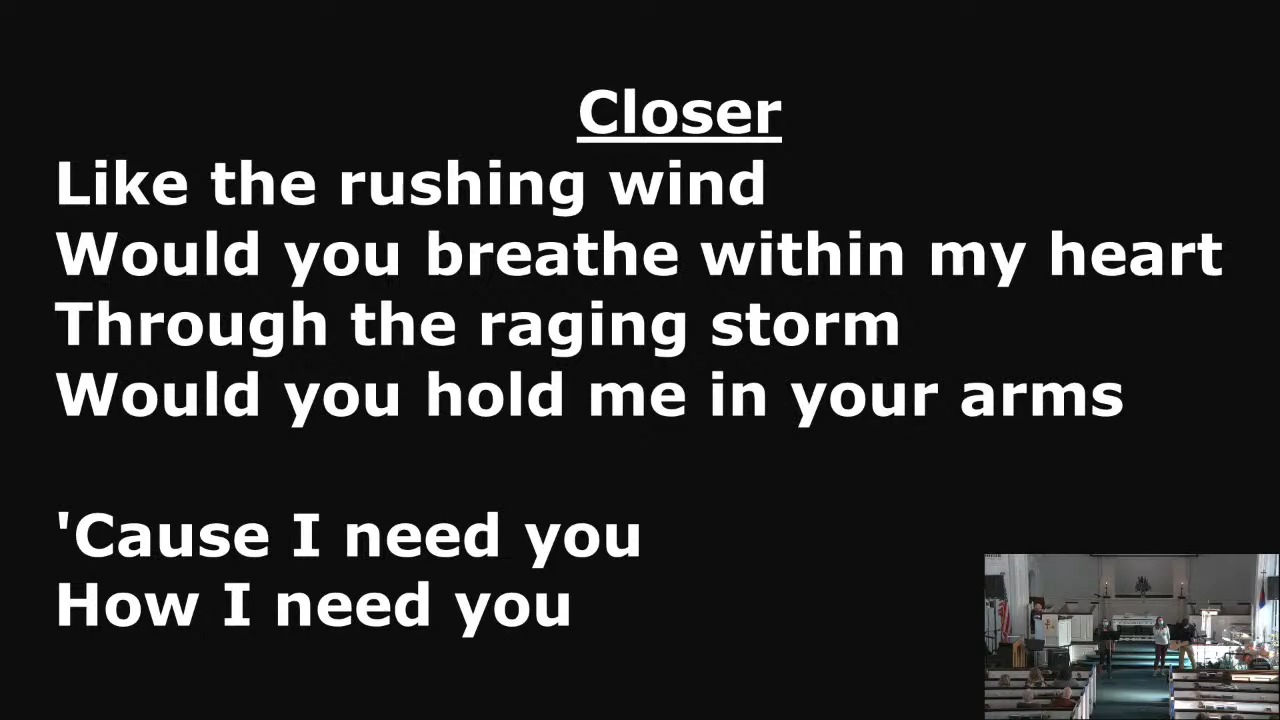 Closer
Like the rushing wind
Would you breathe within my heart
Through the raging storm
Would you hold me in your arms
'Cause I need you
How I need you